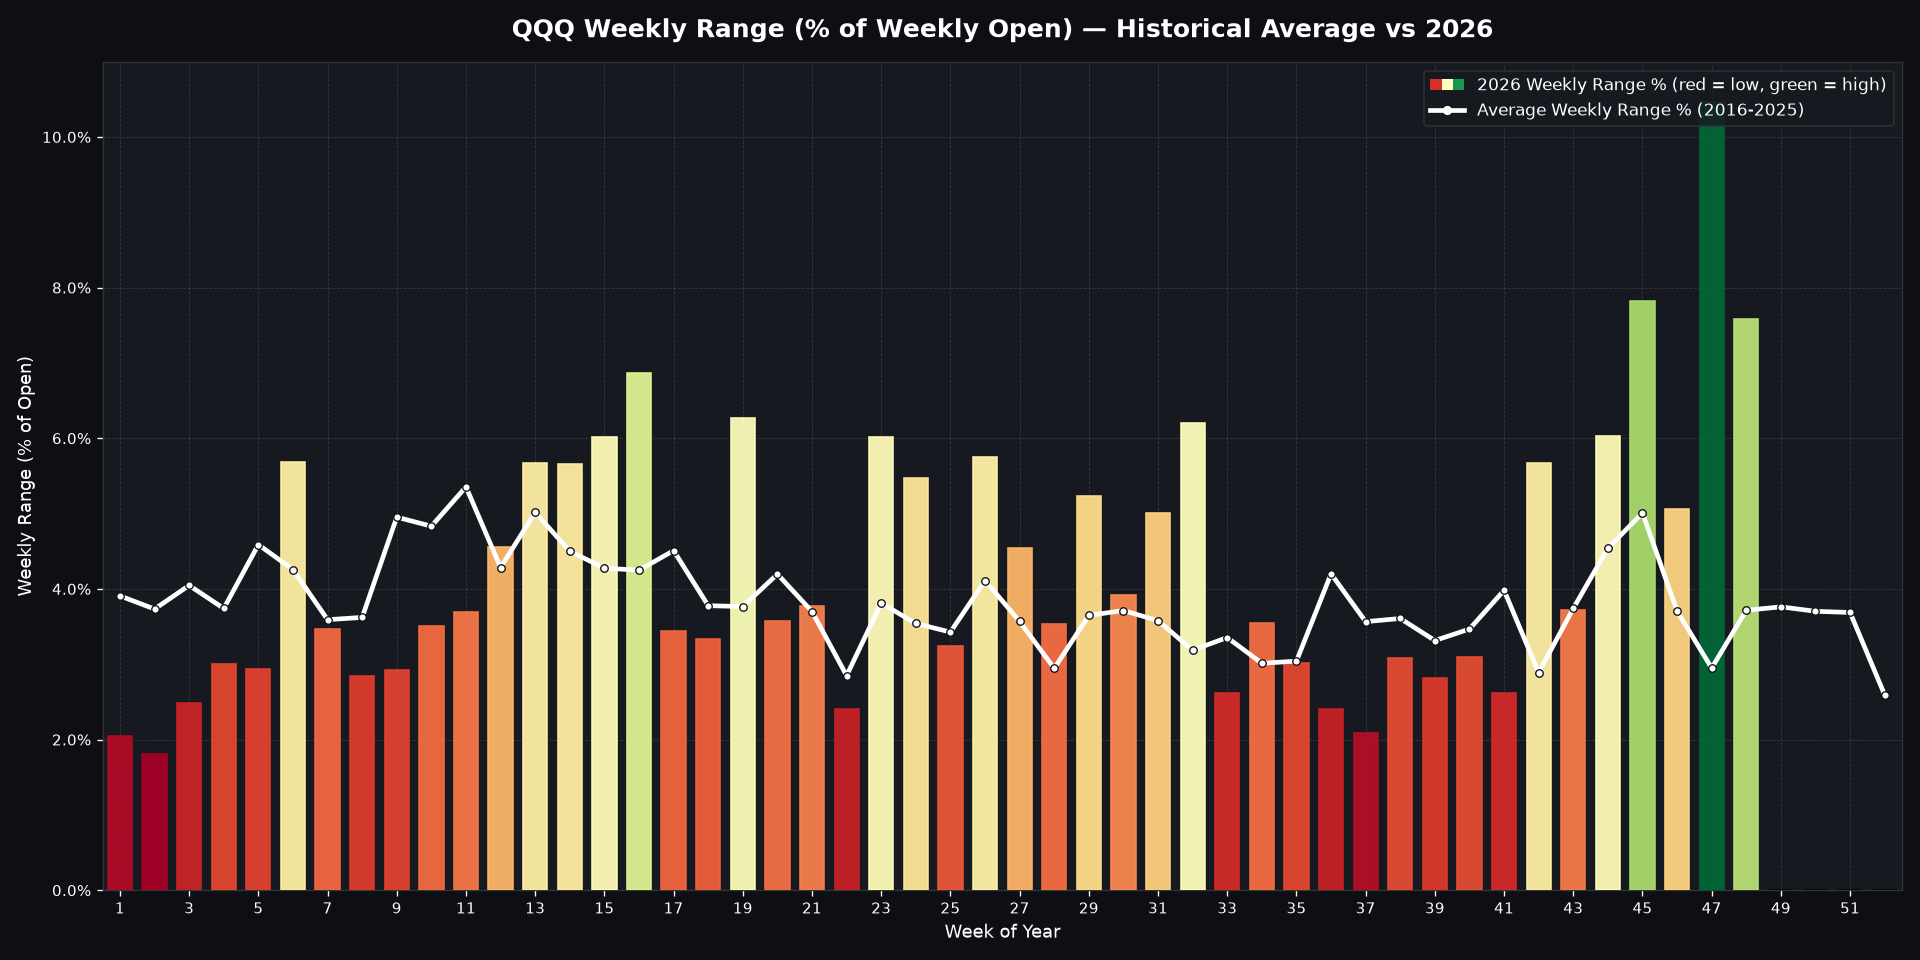 QQQ Weekly Range (% of Weekly Open) — Historical Average vs 2026
2026 Weekly Range % (red = low, green = high)
Average Weekly Range % (2016-2025)
Weekly Range (% of Open)
10.0%
8.0%
6.0%
4.0%
2.0%
0.0%
1 3 5 7 9 11 13 15 17 19 21 23 25 27 29 31 33 35 37 39 41 43 45 47 49 51
Week of Year